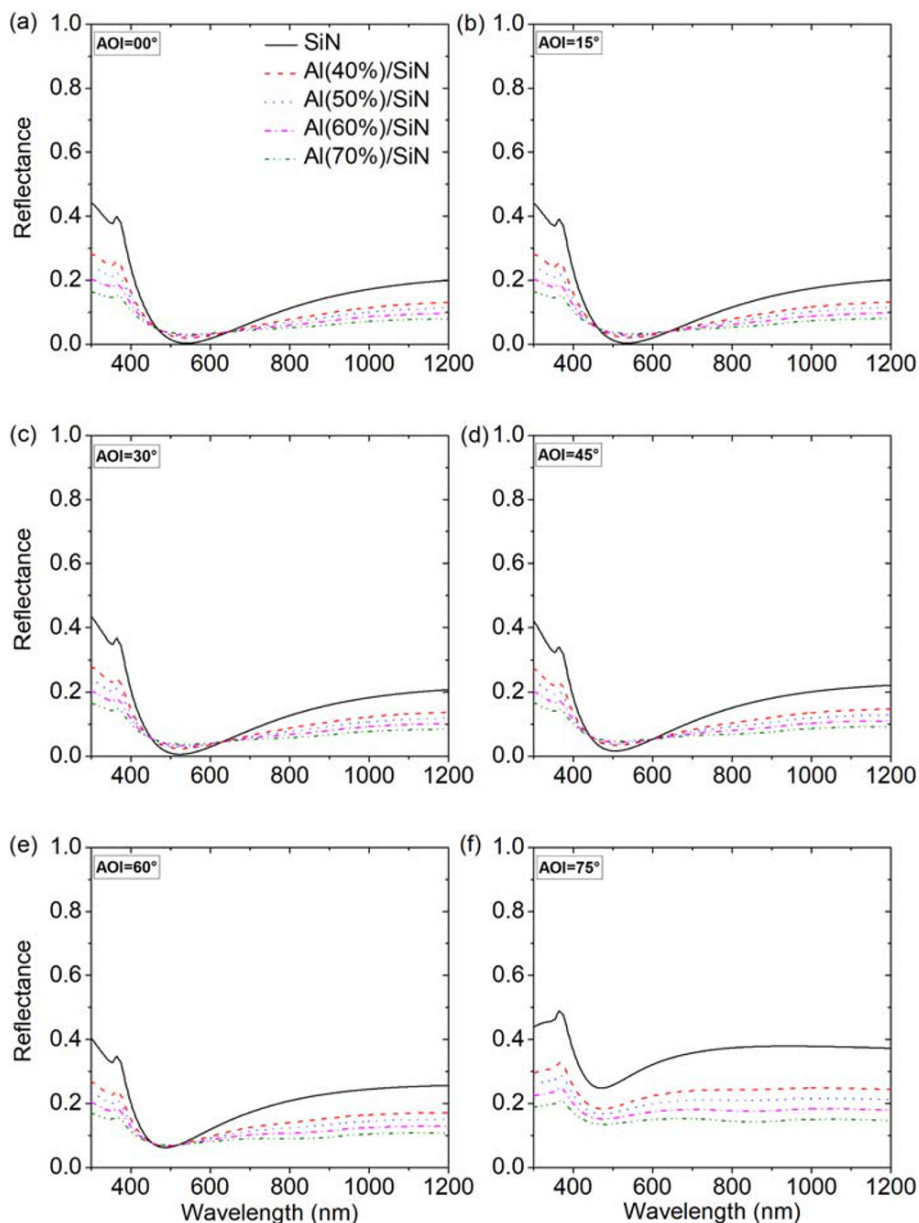 (a)
AOI=00°
SiN
Al(40%)/SiN
Al(50%)/SiN
Al(60%)/SiN
Al(70%)/SiN
Reflectance
1.0
0.8
0.6
0.4
0.2
0.0
400 600 800 1000 1200
(b)
AOI=15°
1.0
0.8
0.6
0.4
0.2
0.0
400 600 800 1000 1200
(c)
AOI=30°
Reflectance
1.0
0.8
0.6
0.4
0.2
0.0
400 600 800 1000 1200
(d)
AOI=45°
1.0
0.8
0.6
0.4
0.2
0.0
400 600 800 1000 1200
(e)
AOI=60°
Reflectance
1.0
0.8
0.6
0.4
0.2
0.0
400 600 800 1000 1200
Wavelength (nm)
(f)
AOI=75°
1.0
0.8
0.6
0.4
0.2
0.0
400 600 800 1000 1200
Wavelength (nm)